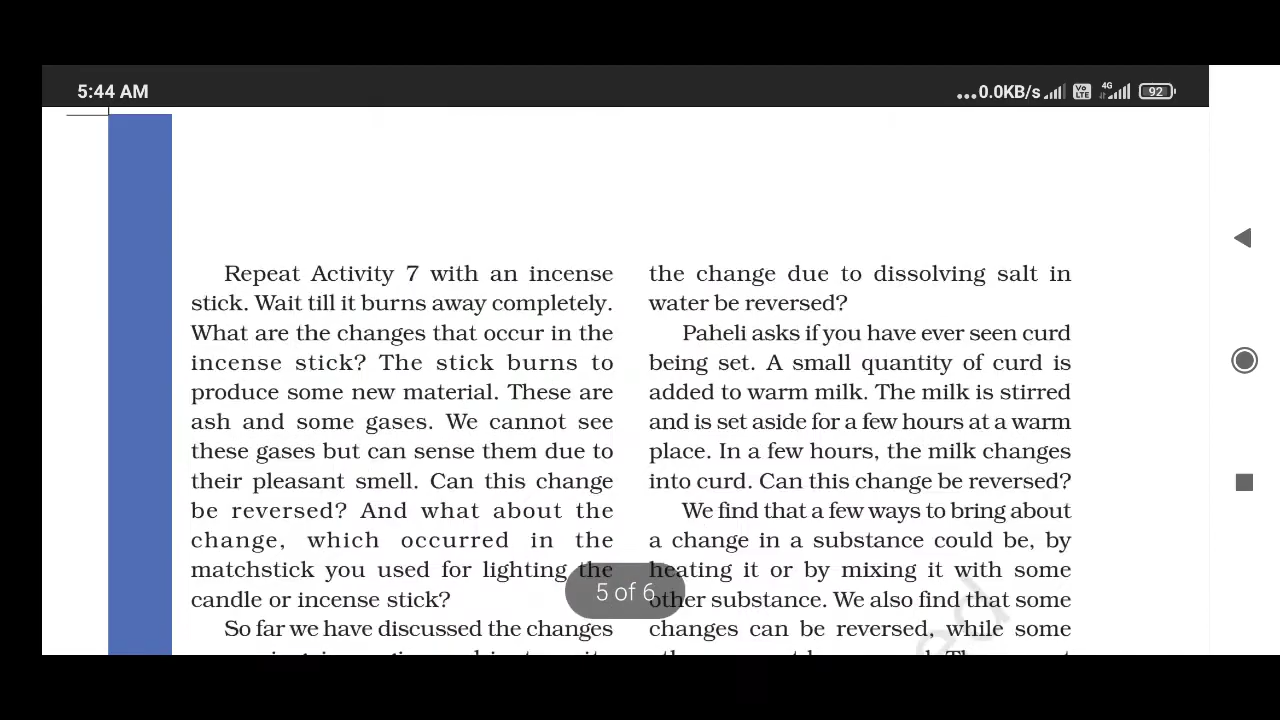 5:44 AM
...0.0KB/s
Vo
LTE
4G
92
Repeat Activity 7 with an incense
stick. Wait till it burns away completely.
What are the changes that occur in the
incense stick? The stick burns to
produce some new material. These are
ash and some gases. We cannot see
these gases but can sense them due to
their pleasant smell. Can this change
be reversed? And what about the
change, which occurred in the
matchstick you used for lighting the
candle or incense stick?
So far we have discussed the changes
the change due to dissolving salt in
water be reversed?
Paheli asks if you have ever seen curd
being set. A small quantity of curd is
added to warm milk. The milk is stirred
and is set aside for a few hours at a warm
place. In a few hours, the milk changes
into curd. Can this change be reversed?
We find that a few ways to bring about
a change in a substance could be, by
heating it or by mixing it with some
other substance. We also find that some
changes can be reversed, while some
5 of 6
ed